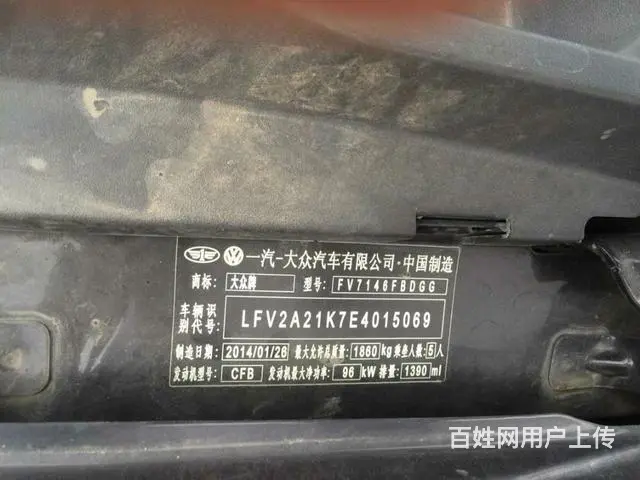 一汽-大众汽车有限公司·中国制造
商标: 大众牌 型号: FV7146FBDGG
车辆识别代号: LFV2A21K7E4015069
制造日期: 2014/01/26 最大允许总质量: 1860kg 乘坐人数: 5人
发动机型号: CFB 发动机最大净功率: 96 kW 排量: 1390 ml
百姓网用户上传